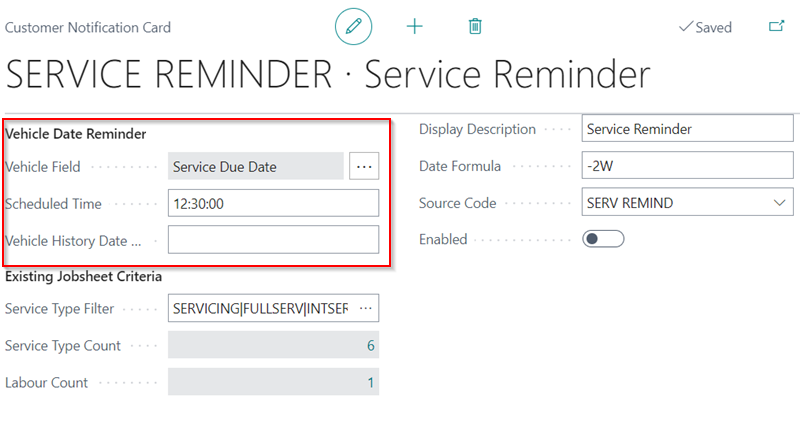 Customer Notification Card
Saved
SERVICE REMINDER · Service Reminder
Vehicle Date Reminder
Vehicle Field
Service Due Date
Scheduled Time
12:30:00
Vehicle History Date ...
Display Description
Service Reminder
Date Formula
-2W
Source Code
SERV REMIND
Enabled
Existing Jobsheet Criteria
Service Type Filter
SERVICING|FULLSERV|INTSER
Service Type Count
6
Labour Count
1